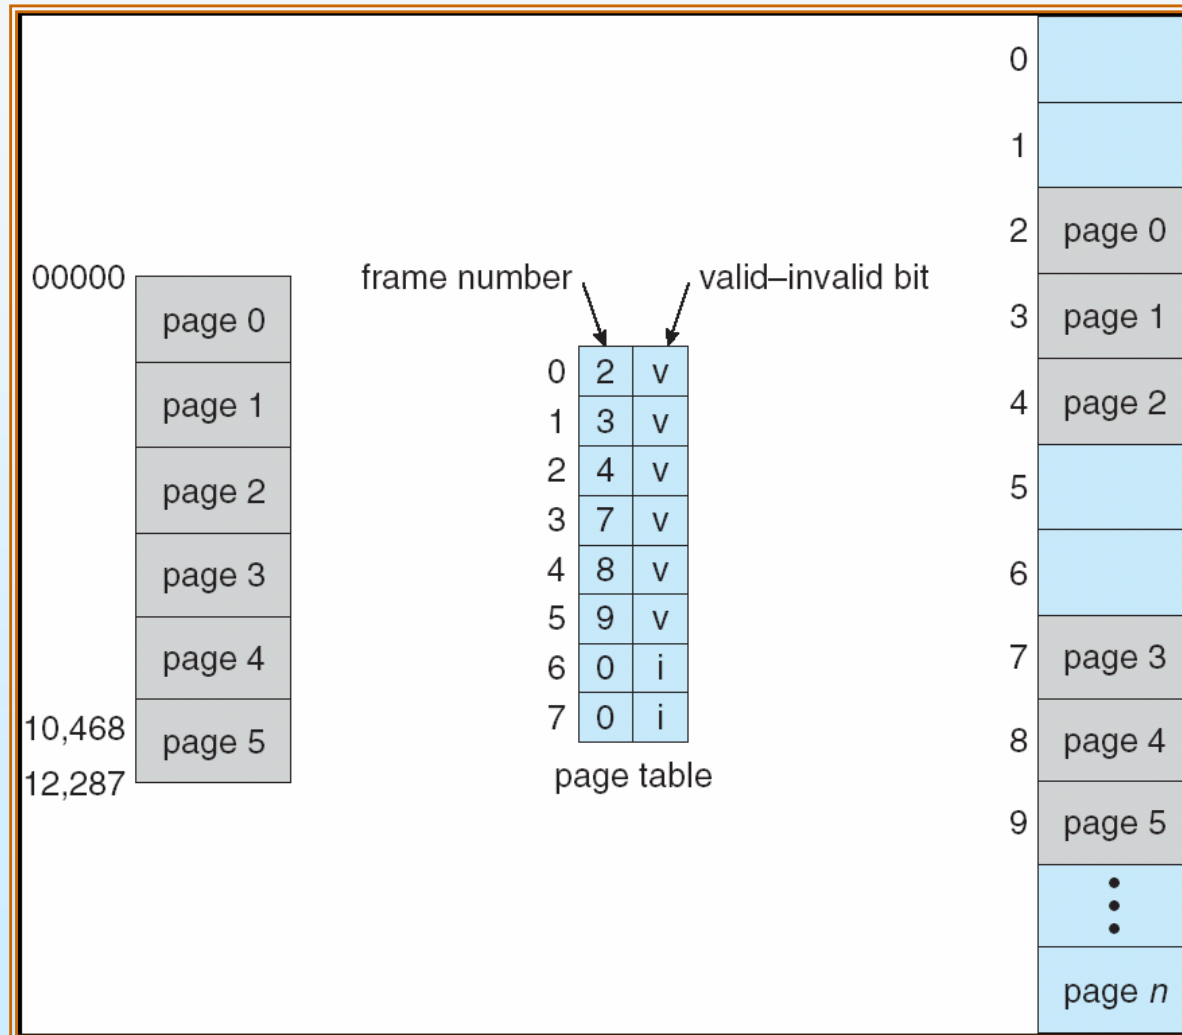 00000
page 0
page 1
page 2
page 3
page 4
10,468
page 5
12,287
frame number
valid–invalid bit
0 2 v
1 3 v
2 4 v
3 7 v
4 8 v
5 9 v
6 0 i
7 0 i
page table
0
1
2 page 0
3 page 1
4 page 2
5
6
7 page 3
8 page 4
9 page 5
page n